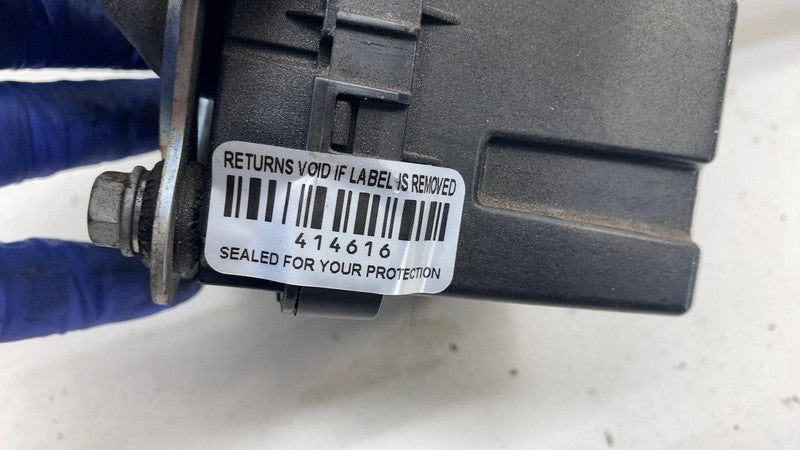 RETURNS VOID IF LABEL IS REMOVED
414616
SEALED FOR YOUR PROTECTION